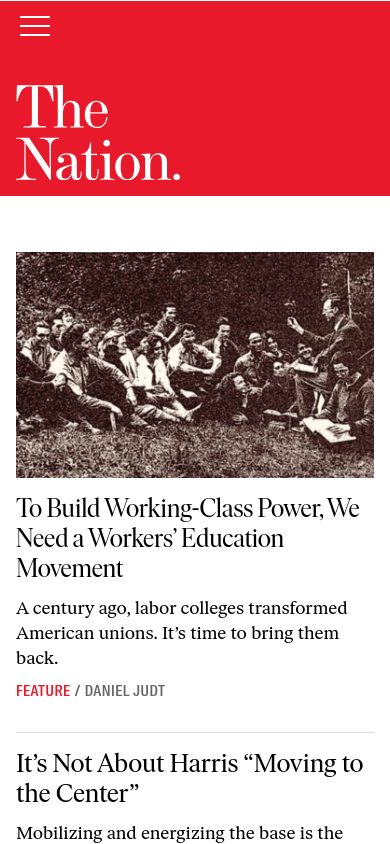 The
Nation.
To Build Working-Class Power, We
Need a Workers’ Education
Movement
A century ago, labor colleges transformed
American unions. It’s time to bring them
back.
FEATURE / DANIEL JUDT
It’s Not About Harris “Moving to
the Center”
Mobilizing and energizing the base is the